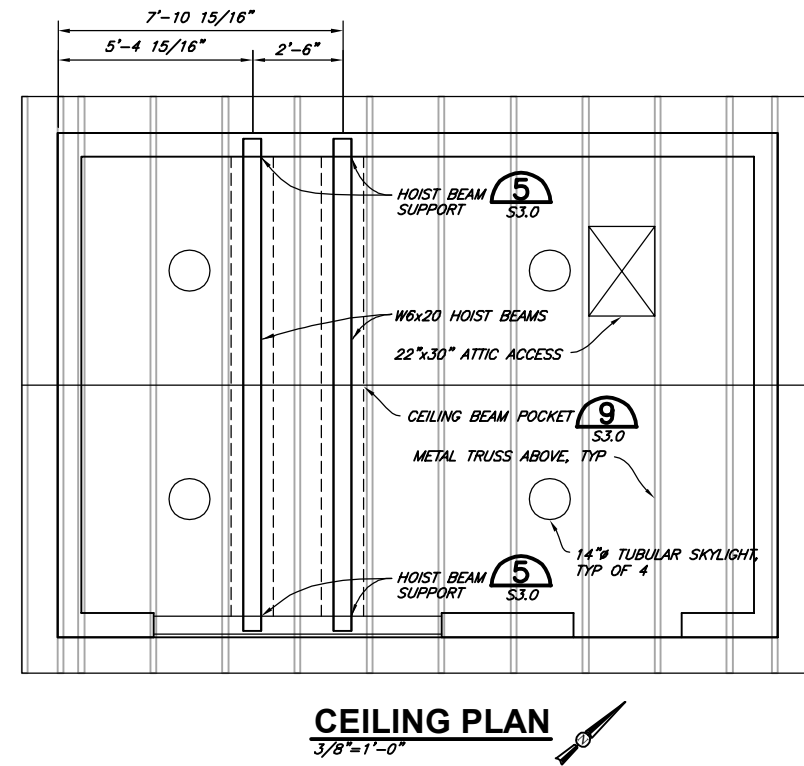 7'-10 15/16"
5'-4 15/16"
2'-6"
HOIST BEAM
SUPPORT
5
S3.0
W6x20 HOIST BEAMS
22"x30" ATTIC ACCESS
CEILING BEAM POCKET
9
S3.0
METAL TRUSS ABOVE, TYP
14"ø TUBULAR SKYLIGHT,
TYP OF 4
HOIST BEAM
SUPPORT
5
S3.0
CEILING PLAN
3/8"=1'-0"
N